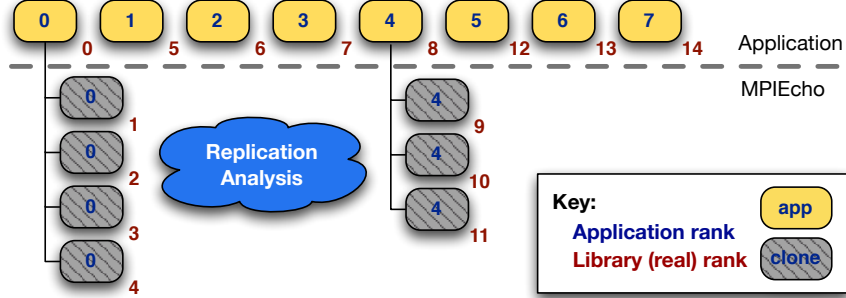 0 1 2 3 4 5 6 7
0 5 6 7 8 12 13 14
Application
MPIEcho
0
1
0
2
0
3
0
4
Replication
Analysis
4
9
4
10
4
11
Key:
app
Application rank
Library (real) rank
clone